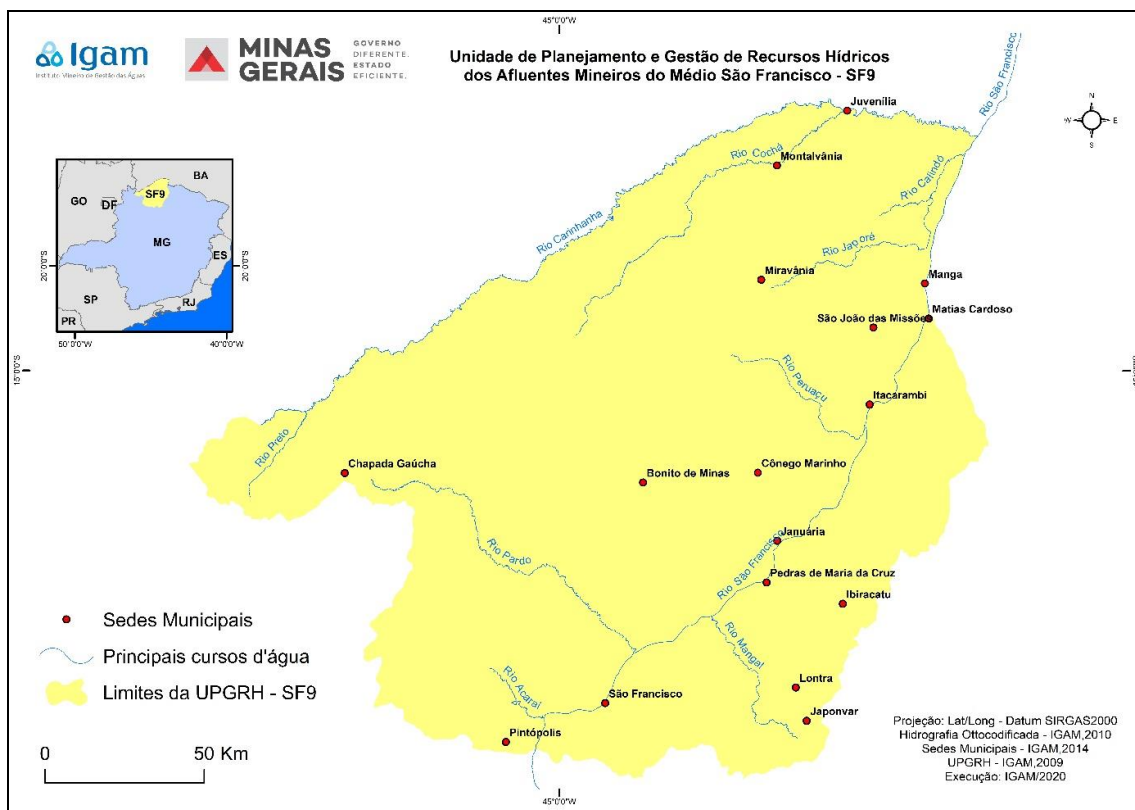 Igam
Instituto Mineiro de Gestão das Águas
MINAS
GERAIS
GOVERNO
DIFERENTE.
ESTADO
EFICIENTE.
45°0'0"W
Unidade de Planejamento e Gestão de Recursos Hídricos
dos Afluentes Mineiros do Médio São Francisco - SF9
Rio São Francisco
N
W
E
S
Juvenília
Rio Cochá
Montalvânia
Rio Calindó
Rio Carinhanha
Rio Japoré
Miravânia
Manga
Matias Cardoso
São João das Missões
BA
GO
DF
SF9
MG
ES
SP
RJ
PR
20°0'0"S
20°0'0"S
50°0'0"W
40°0'0"W
15°0'0"S
Rio Peruaçu
Itacarambi
Rio Preto
Chapada Gaúcha
Bonito de Minas
Cônego Marinho
Januária
Rio São Francisco
Rio Pardo
Pedras de Maria da Cruz
Ibiracatu
Rio Mangal
Lontra
Rio Acaraí
São Francisco
Japonvar
Pintópolis
Sedes Municipais
Principais cursos d'água
Limites da UPGRH - SF9
0
50 Km
Projeção: Lat/Long - Datum SIRGAS2000
Hidrografia Ottocodificada - IGAM,2010
Sedes Municipais - IGAM,2014
UPGRH - IGAM,2009
Execução: IGAM/2020
45°0'0"W